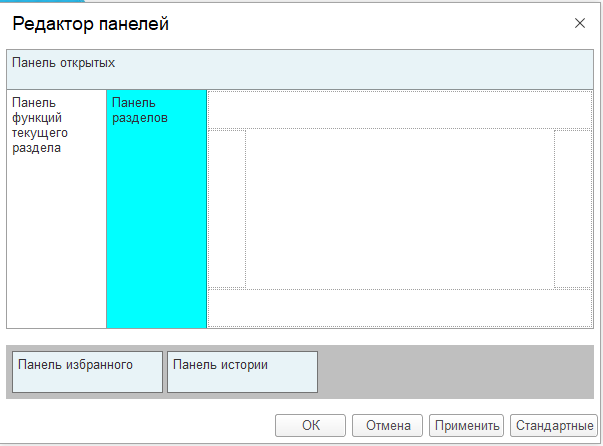 Редактор панелей
Панель открытых
Панель
функций
текущего
раздела
Панель
разделов
Панель избранного
Панель истории
ОК
Отмена
Применить
Стандартные